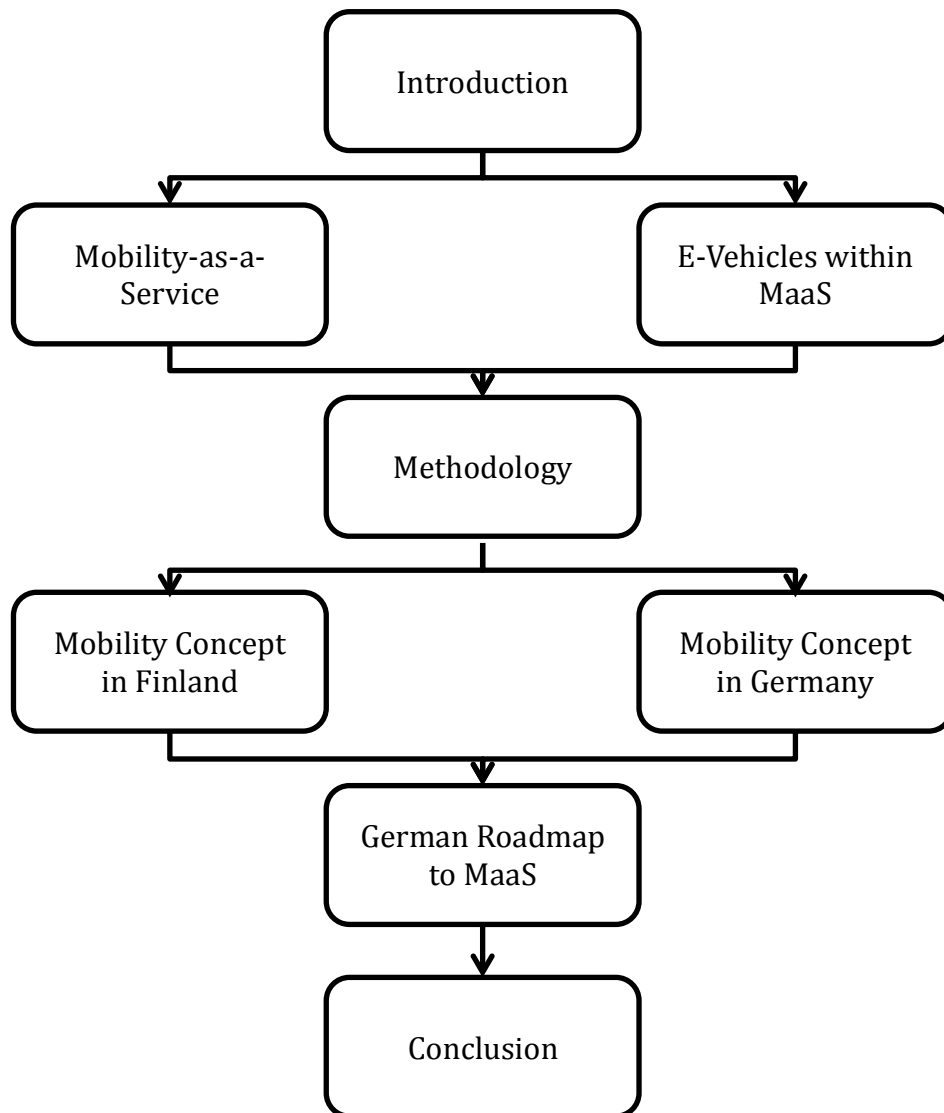 Introduction
Mobility-as-a-
Service
E-Vehicles within
MaaS
Methodology
Mobility Concept
in Finland
Mobility Concept
in Germany
German Roadmap
to MaaS
Conclusion